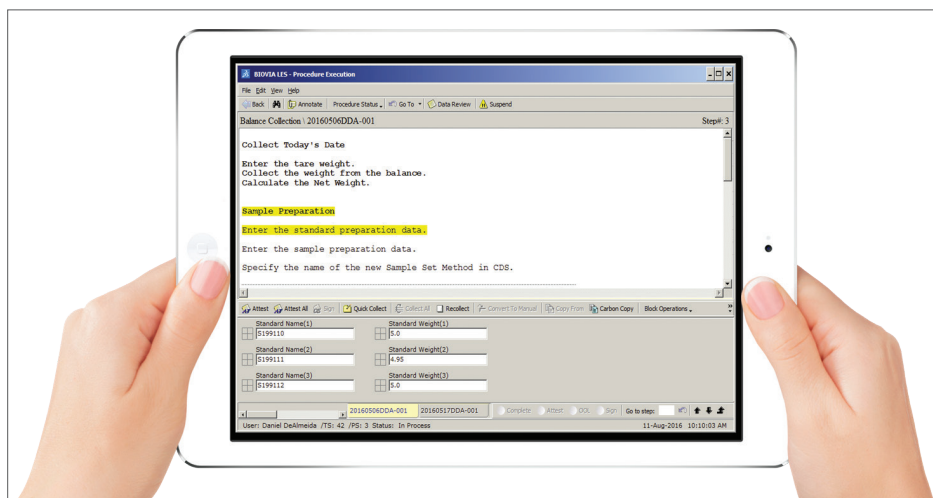 BIOVIA LES - Procedure Execution
File Edit View Help
Back Annotate Procedure Status Go To Data Review Suspend
Balance Collection \ 20160506DDA-001 Step#: 3
Collect Today's Date
Enter the tare weight.
Collect the weight from the balance.
Calculate the Net Weight.
Sample Preparation
Enter the standard preparation data.
Enter the sample preparation data.
Specify the name of the new Sample Set Method in CDS.
Attest Attest All Sign Quick Collect Collect All Recollect Convert To Manual Copy From Carbon Copy Block Operations
Standard Name(1) Standard Weight(1)
S199110 5.0
Standard Name(2) Standard Weight(2)
S199111 4.95
Standard Name(3) Standard Weight(3)
S199112 5.0
20160506DDA-001 20160517DDA-001 Complete Attest OOL Sign Go to step:
User: Daniel DeAlmeida /TS: 42 /PS: 3 Status: In Process 11-Aug-2016 10:10:03 AM